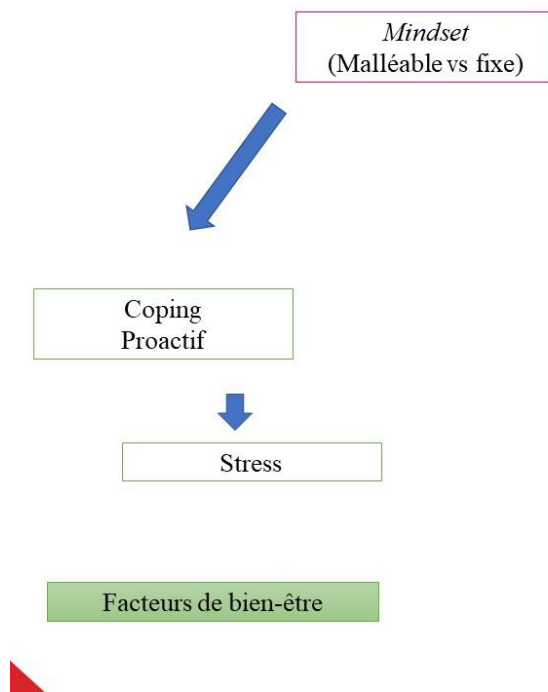 Mindset
(Malléable vs fixe)
Coping
Proactif
Stress
Facteurs de bien-être